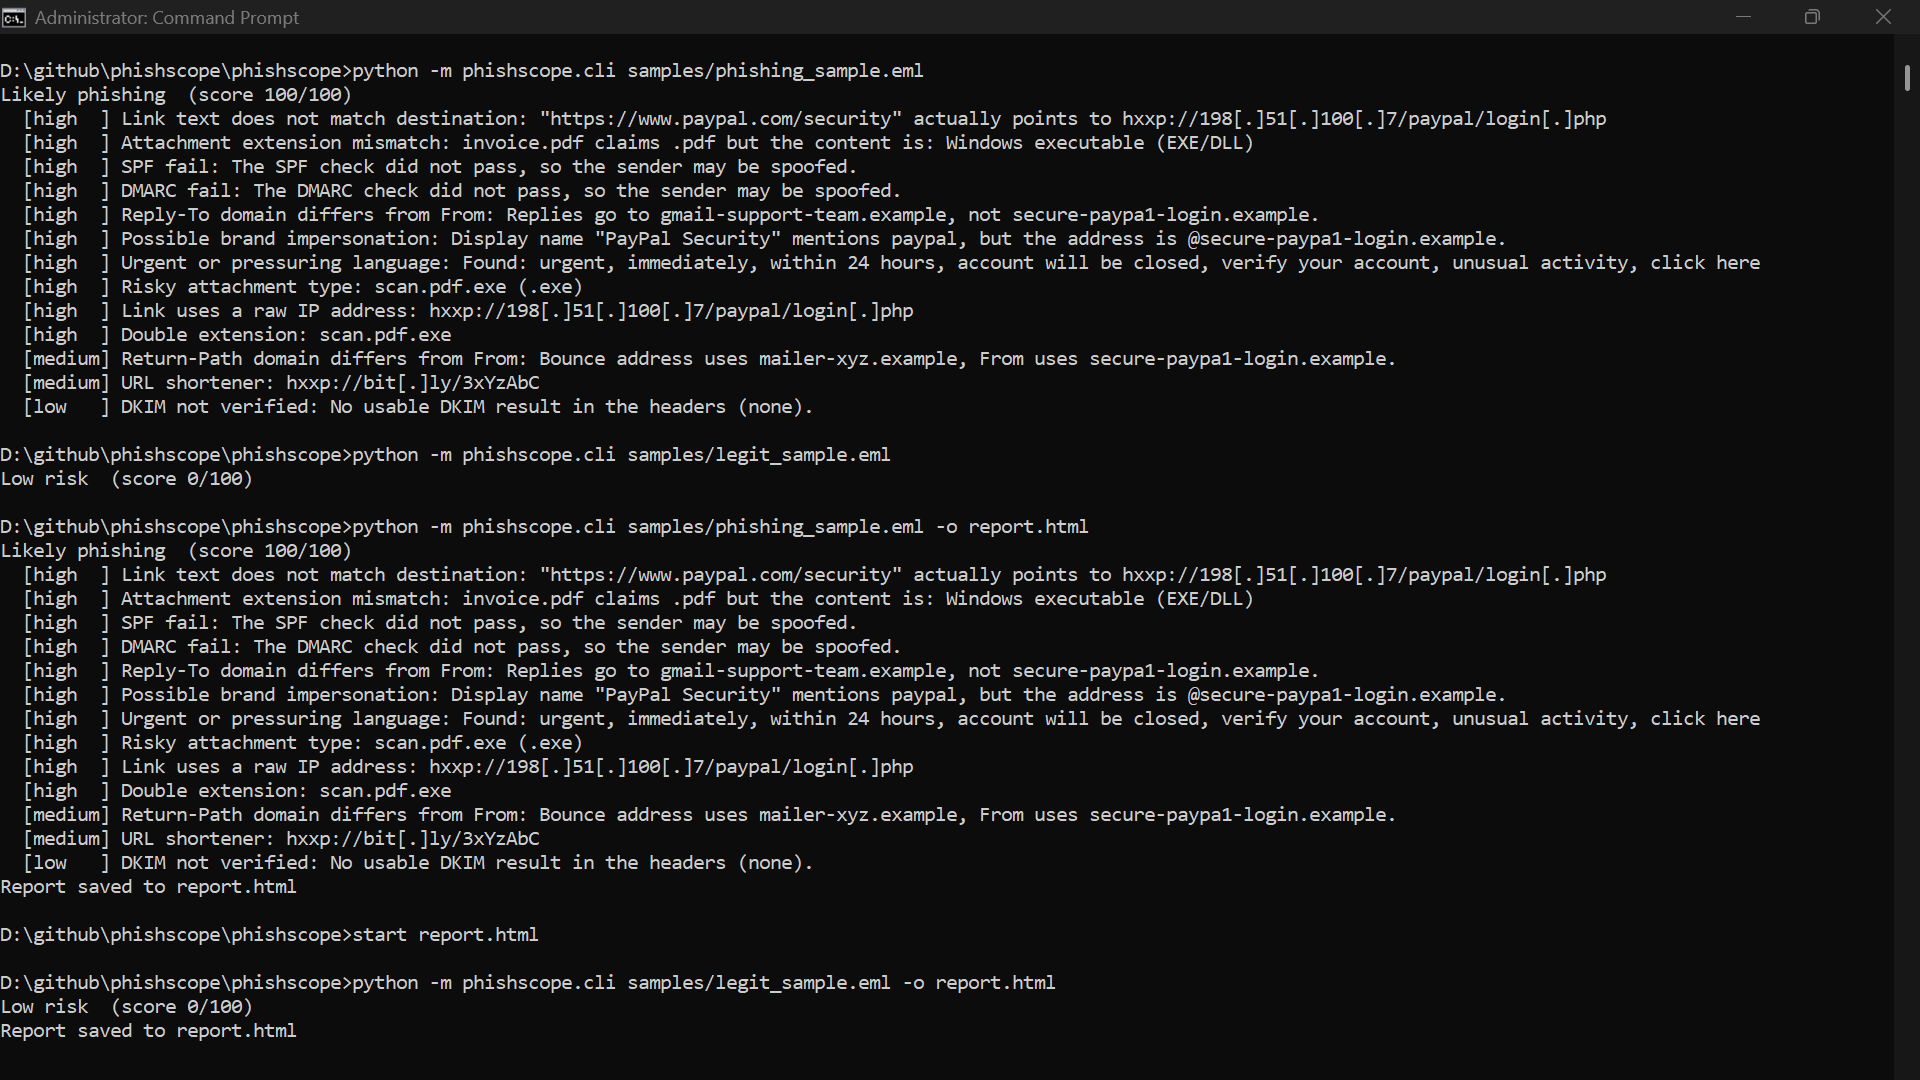 Administrator: Command Prompt
D:\github\phishscope\phishscope>python -m phishscope.cli samples/phishing_sample.eml
Likely phishing  (score 100/100)
  [high  ] Link text does not match destination: "https://www.paypal.com/security" actually points to hxxp://198[.]51[.]100[.]7/paypal/login[.]php
  [high  ] Attachment extension mismatch: invoice.pdf claims .pdf but the content is: Windows executable (EXE/DLL)
  [high  ] SPF fail: The SPF check did not pass, so the sender may be spoofed.
  [high  ] DMARC fail: The DMARC check did not pass, so the sender may be spoofed.
  [high  ] Reply-To domain differs from From: Replies go to gmail-support-team.example, not secure-paypa1-login.example.
  [high  ] Possible brand impersonation: Display name "PayPal Security" mentions paypal, but the address is @secure-paypa1-login.example.
  [high  ] Urgent or pressuring language: Found: urgent, immediately, within 24 hours, account will be closed, verify your account, unusual activity, click here
  [high  ] Risky attachment type: scan.pdf.exe (.exe)
  [high  ] Link uses a raw IP address: hxxp://198[.]51[.]100[.]7/paypal/login[.]php
  [high  ] Double extension: scan.pdf.exe
  [medium] Return-Path domain differs from From: Bounce address uses mailer-xyz.example, From uses secure-paypa1-login.example.
  [medium] URL shortener: hxxp://bit[.]ly/3xYzAbC
  [low   ] DKIM not verified: No usable DKIM result in the headers (none).
D:\github\phishscope\phishscope>python -m phishscope.cli samples/legit_sample.eml
Low risk  (score 0/100)
D:\github\phishscope\phishscope>python -m phishscope.cli samples/phishing_sample.eml -o report.html
Likely phishing  (score 100/100)
  [high  ] Link text does not match destination: "https://www.paypal.com/security" actually points to hxxp://198[.]51[.]100[.]7/paypal/login[.]php
  [high  ] Attachment extension mismatch: invoice.pdf claims .pdf but the content is: Windows executable (EXE/DLL)
  [high  ] SPF fail: The SPF check did not pass, so the sender may be spoofed.
  [high  ] DMARC fail: The DMARC check did not pass, so the sender may be spoofed.
  [high  ] Reply-To domain differs from From: Replies go to gmail-support-team.example, not secure-paypa1-login.example.
  [high  ] Possible brand impersonation: Display name "PayPal Security" mentions paypal, but the address is @secure-paypa1-login.example.
  [high  ] Urgent or pressuring language: Found: urgent, immediately, within 24 hours, account will be closed, verify your account, unusual activity, click here
  [high  ] Risky attachment type: scan.pdf.exe (.exe)
  [high  ] Link uses a raw IP address: hxxp://198[.]51[.]100[.]7/paypal/login[.]php
  [high  ] Double extension: scan.pdf.exe
  [medium] Return-Path domain differs from From: Bounce address uses mailer-xyz.example, From uses secure-paypa1-login.example.
  [medium] URL shortener: hxxp://bit[.]ly/3xYzAbC
  [low   ] DKIM not verified: No usable DKIM result in the headers (none).
Report saved to report.html
D:\github\phishscope\phishscope>start report.html
D:\github\phishscope\phishscope>python -m phishscope.cli samples/legit_sample.eml -o report.html
Low risk  (score 0/100)
Report saved to report.html